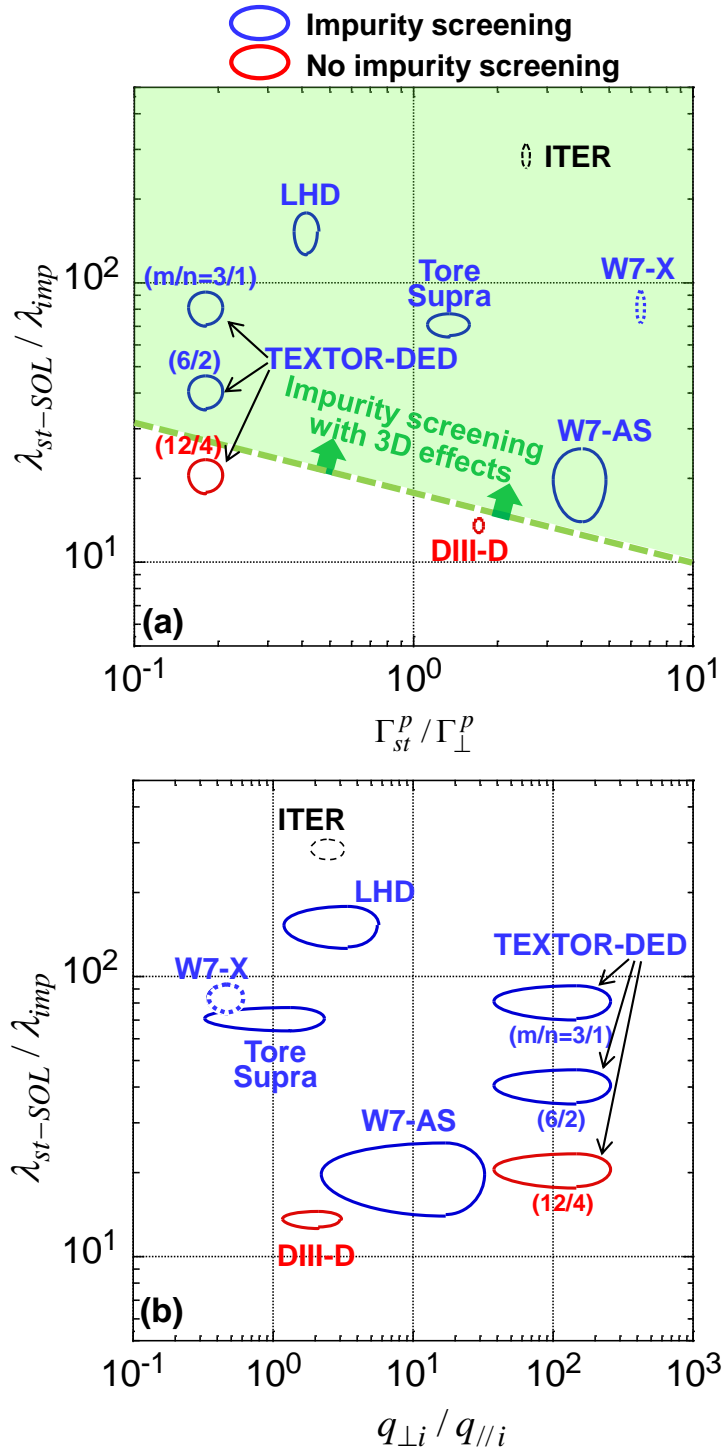 Impurity screening
No impurity screening
ITER
LHD
W7-X
Tore
Supra
(m/n=3/1)
(6/2)
TEXTOR-DED
(12/4)
Impurity screening
with 3D effects
W7-AS
DIII-D
(a)
10²
10¹
λst−SOL / λimp
10⁻¹
10⁰
10¹
Γᵖst / Γᵖ⊥
ITER
LHD
TEXTOR-DED
W7-X
(m/n=3/1)
Tore
Supra
W7-AS
(6/2)
(12/4)
DIII-D
(b)
10²
10¹
λst−SOL / λimp
10⁻¹
10⁰
10¹
10²
10³
q⊥i / q//i